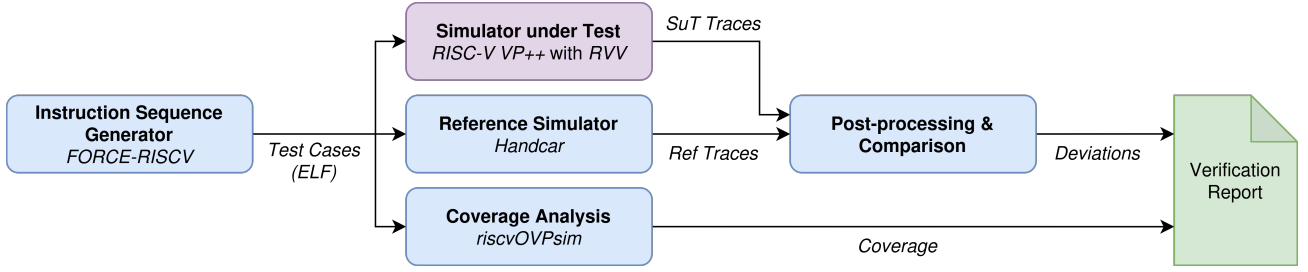 Instruction Sequence
Generator
FORCE-RISCV
Test Cases
(ELF)
Simulator under Test
RISC-V VP++ with RVV
SuT Traces
Reference Simulator
Handcar
Ref Traces
Coverage Analysis
riscvOVPsim
Coverage
Post-processing &
Comparison
Deviations
Verification
Report